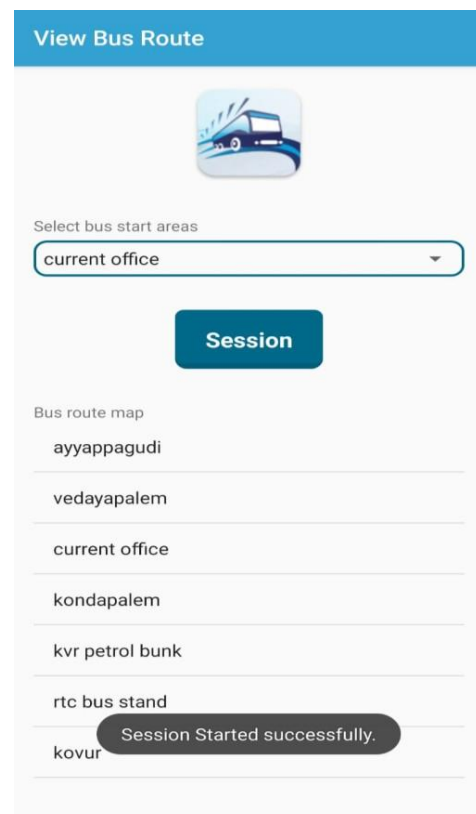 View Bus Route
Select bus start areas
current office
Session
Bus route map
ayyappagudi
vedayapalem
current office
kondapalem
kvr petrol bunk
rtc bus stand
Session Started successfully.
kovur